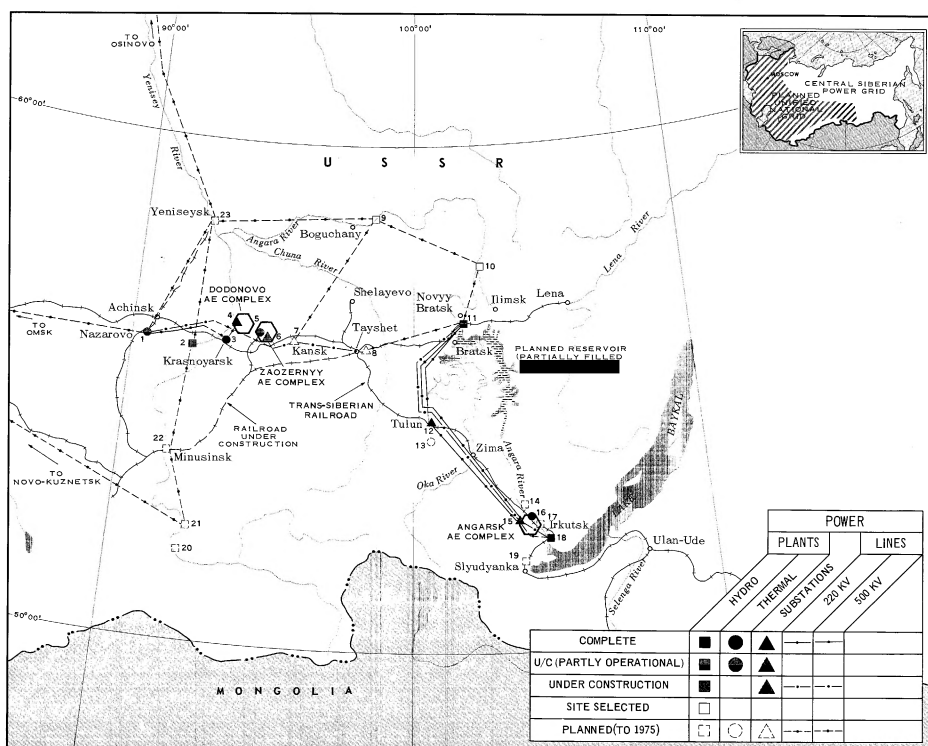 90°00'
100°00'
110°00'
TO
OSINOVO
Yenisey
River
60°00'
MOSCOW
CENTRAL SIBERIAN
POWER GRID
PLANNED
UNIFIED
NATIONAL
GRID
U S S R
Yeniseysk
23
9
Angara River
Boguchany
Chuna River
10
Lena
River
DODONOVO
AE COMPLEX
Shelayevo
Novyy
Bratsk
Ilimsk
Lena
Achinsk
4
5
6
7
11
TO
OMSK
Nazarovo
1
2
3
Kansk
Tayshet
8
Bratsk
Krasnoyarsk
ZAOZERNYY
AE COMPLEX
PLANNED RESERVOIR
(PARTIALLY FILLED
TRANS-SIBERIAN
RAILROAD
RAILROAD
UNDER
CONSTRUCTION
Tulun
12
13
22
Minusinsk
Zima
Angara River
Oka River
LAKE
BAYKAL
TO
NOVO-KUZNETSK
14
21
15
16
17
Irkutsk
18
ANGARSK
AE COMPLEX
20
19
Slyudyanka
Ulan-Ude
Selenga River
50°00'
MONGOLIA
POWER
PLANTS
LINES
HYDRO
THERMAL
SUBSTATIONS
220 KV
500 KV
COMPLETE
U/C (PARTLY OPERATIONAL)
UNDER CONSTRUCTION
SITE SELECTED
PLANNED (TO 1975)